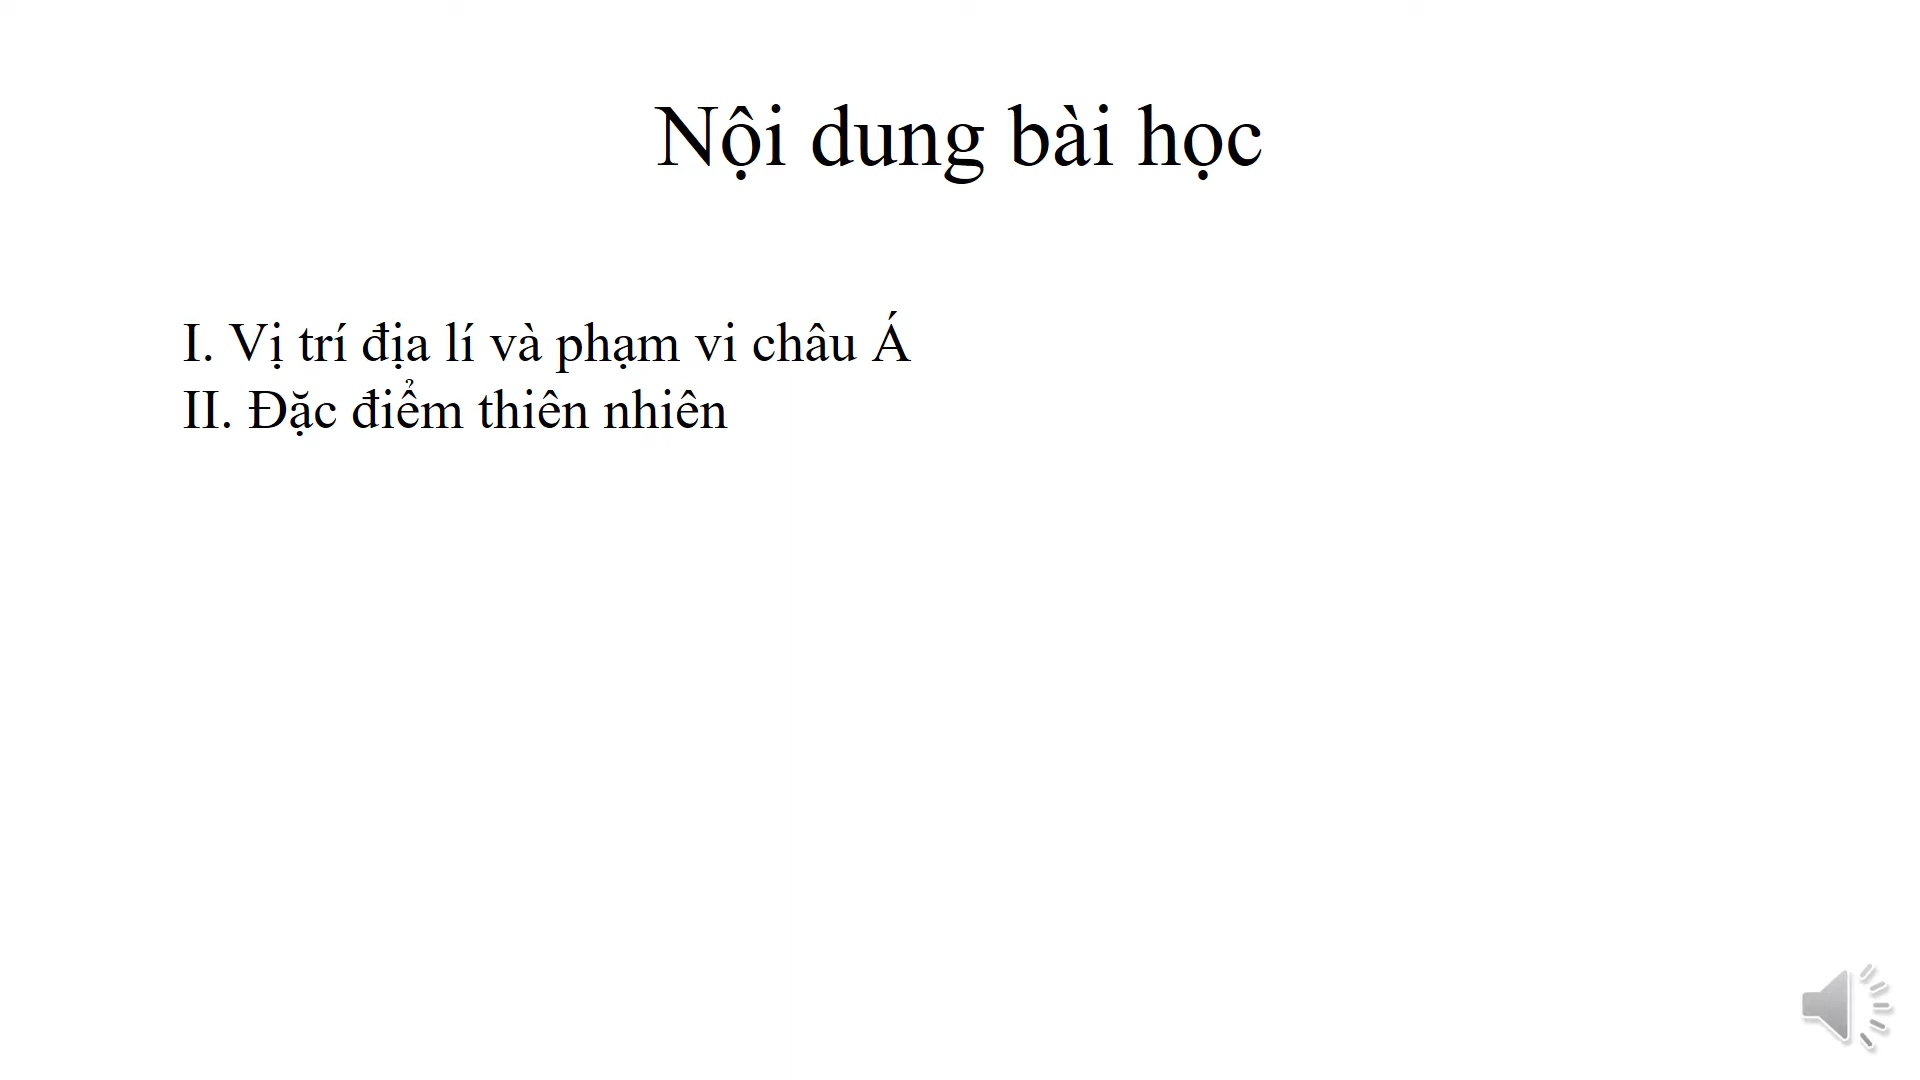 Nội dung bài học
I. Vị trí địa lí và phạm vi châu Á
II. Đặc điểm thiên nhiên